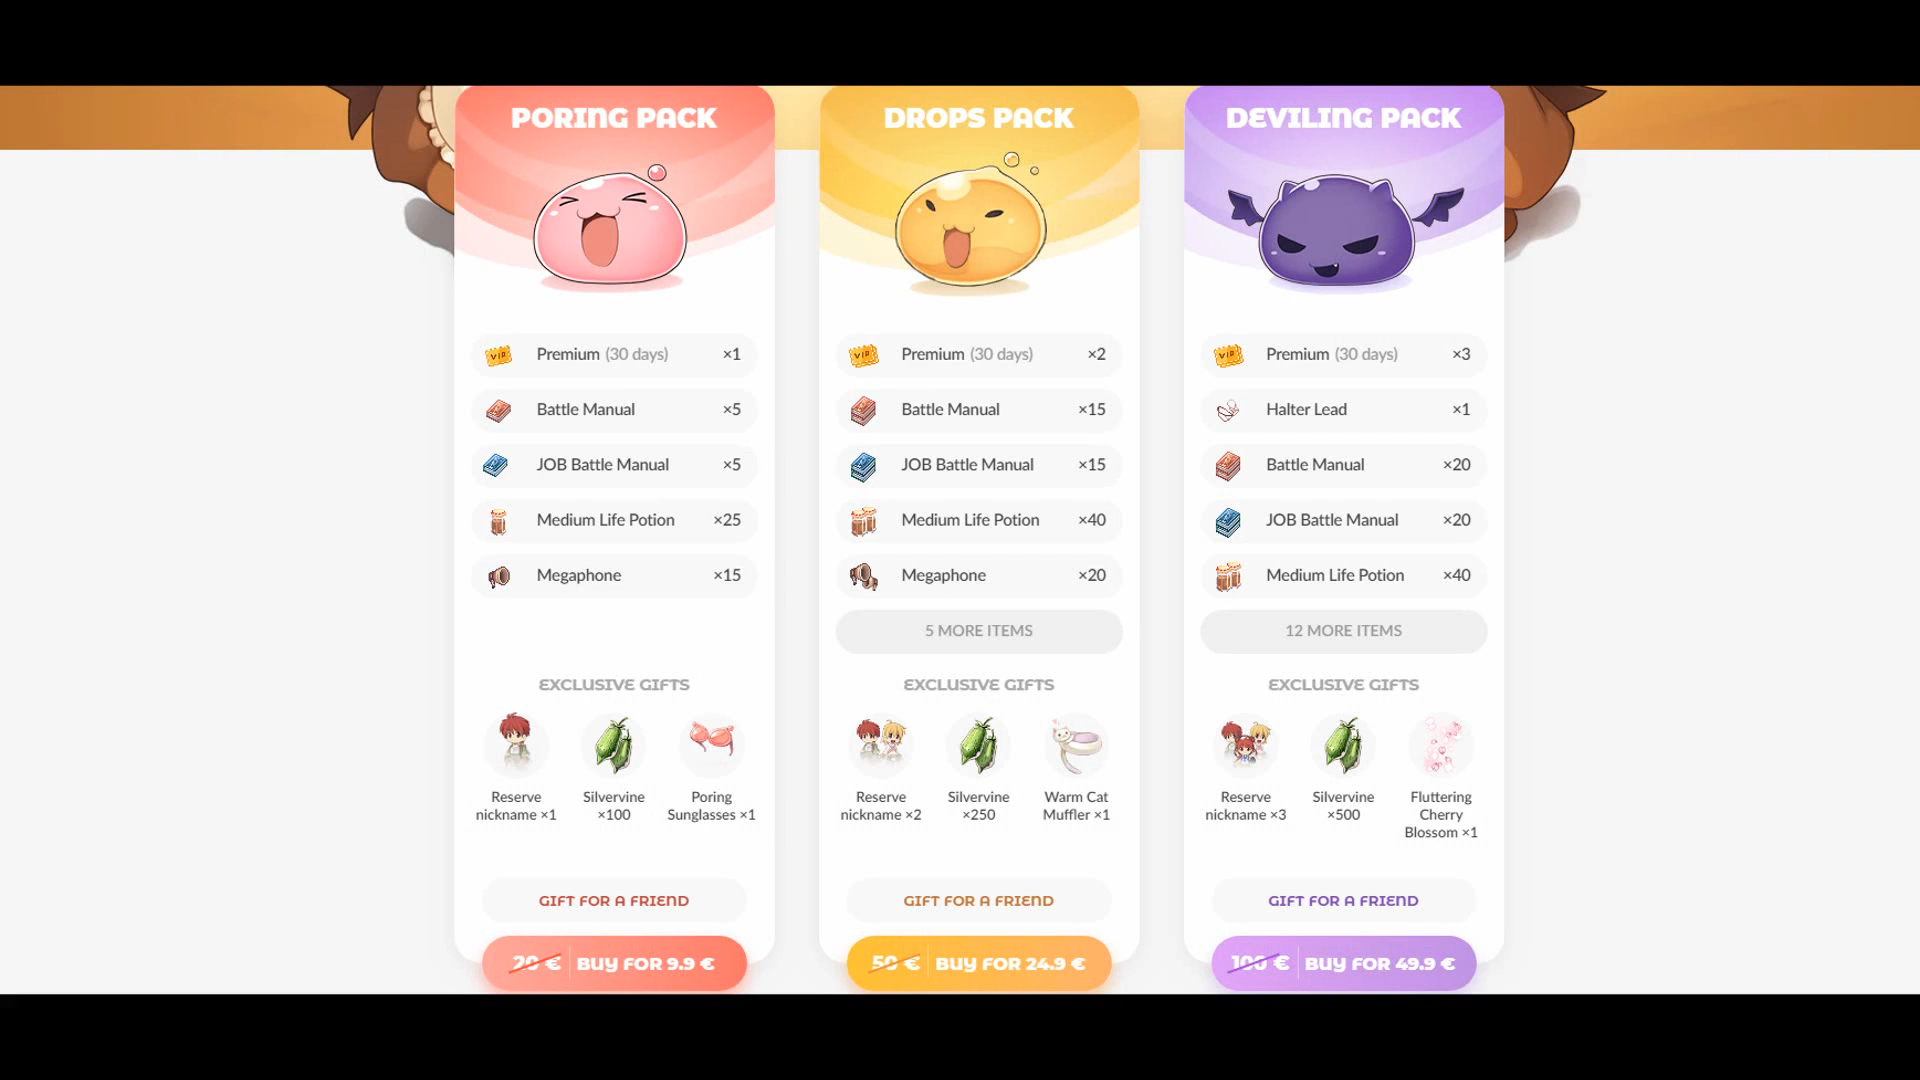 PORING PACK
Premium (30 days) ×1
Battle Manual ×5
JOB Battle Manual ×5
Medium Life Potion ×25
Megaphone ×15
EXCLUSIVE GIFTS
Reserve
nickname ×1
Silvervine
×100
Poring
Sunglasses ×1
GIFT FOR A FRIEND
20 € BUY FOR 9.9 €
DROPS PACK
Premium (30 days) ×2
Battle Manual ×15
JOB Battle Manual ×15
Medium Life Potion ×40
Megaphone ×20
5 MORE ITEMS
EXCLUSIVE GIFTS
Reserve
nickname ×2
Silvervine
×250
Warm Cat
Muffler ×1
GIFT FOR A FRIEND
50 € BUY FOR 24.9 €
DEVILING PACK
Premium (30 days) ×3
Halter Lead ×1
Battle Manual ×20
JOB Battle Manual ×20
Medium Life Potion ×40
12 MORE ITEMS
EXCLUSIVE GIFTS
Reserve
nickname ×3
Silvervine
×500
Fluttering
Cherry
Blossom ×1
GIFT FOR A FRIEND
100 € BUY FOR 49.9 €